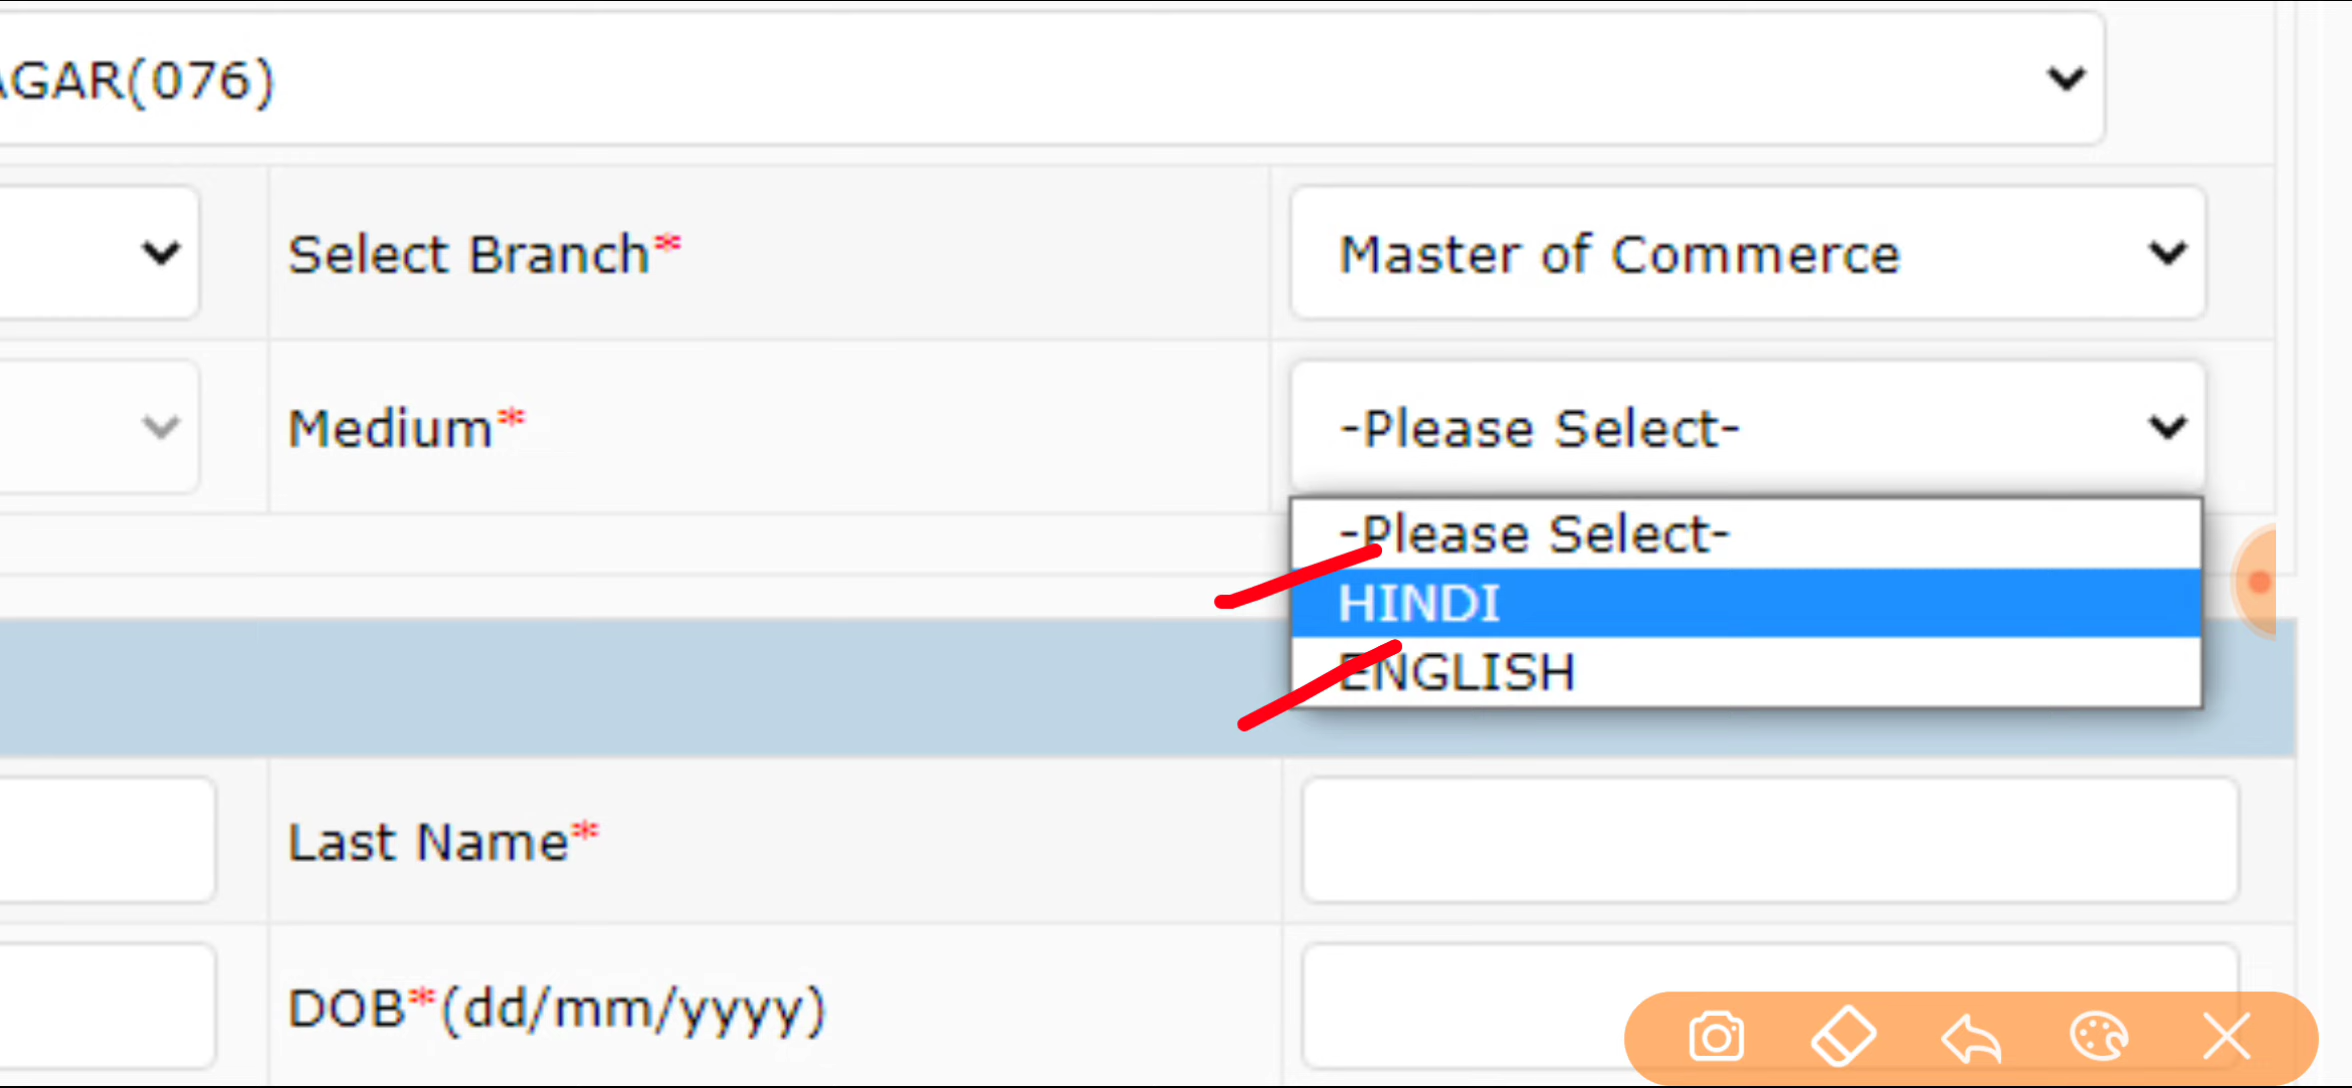 AGAR(076)
Select Branch* Master of Commerce
Medium* -Please Select-
-Please Select-
HINDI
ENGLISH
Last Name*
DOB*(dd/mm/yyyy)